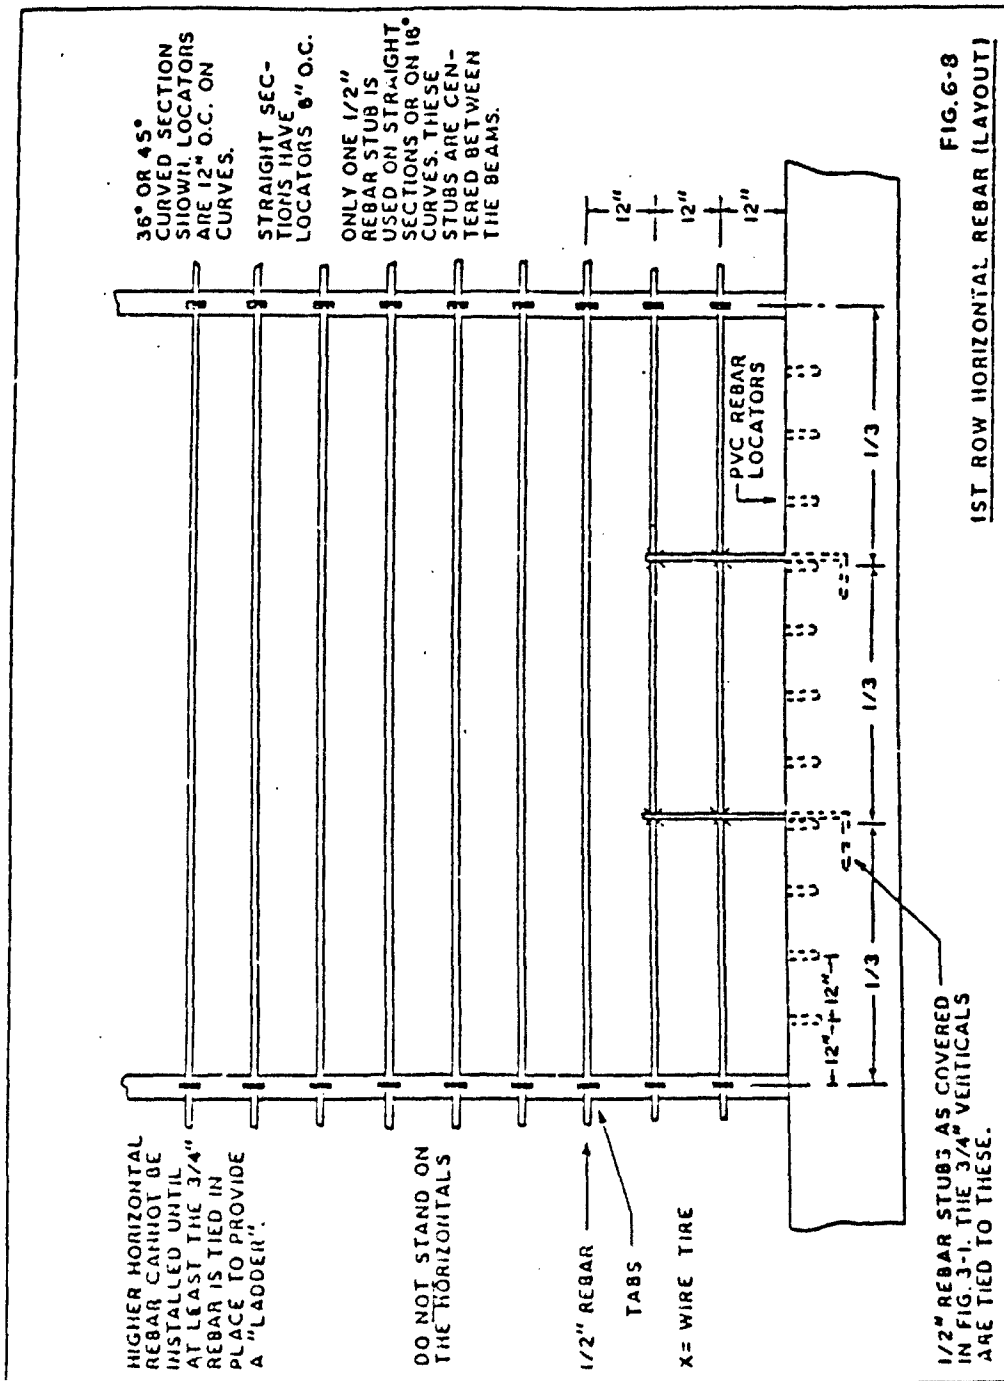 HIGHER HORIZONTAL
REBAR CANNOT BE
INSTALLED UNTIL
AT LEAST THE 3/4"
REBAR IS TIED IN
PLACE TO PROVIDE
A "LADDER".
DO NOT STAND ON
THE HORIZONTALS
1/2" REBAR
TABS
X= WIRE TIRE
1/2" REBAR STUBS AS COVERED
IN FIG. 3-1. THE 3/4" VERTICALS
ARE TIED TO THESE.
36° OR 45°
CURVED SECTION
SHOWN. LOCATORS
ARE 12" O.C. ON
CURVES.
STRAIGHT SEC-
TIONS HAVE
LOCATORS 6" O.C.
ONLY ONE 1/2"
REBAR STUB IS
USED ON STRAIGHT
SECTIONS OR ON 18°
CURVES. THESE
STUBS ARE CEN-
TERED BETWEEN
THE BEAMS.
12"
12"
12"
PVC REBAR
LOCATORS
12" 12"
1/3 1/3 1/3
FIG. 6-8
1ST ROW HORIZONTAL REBAR (LAYOUT)